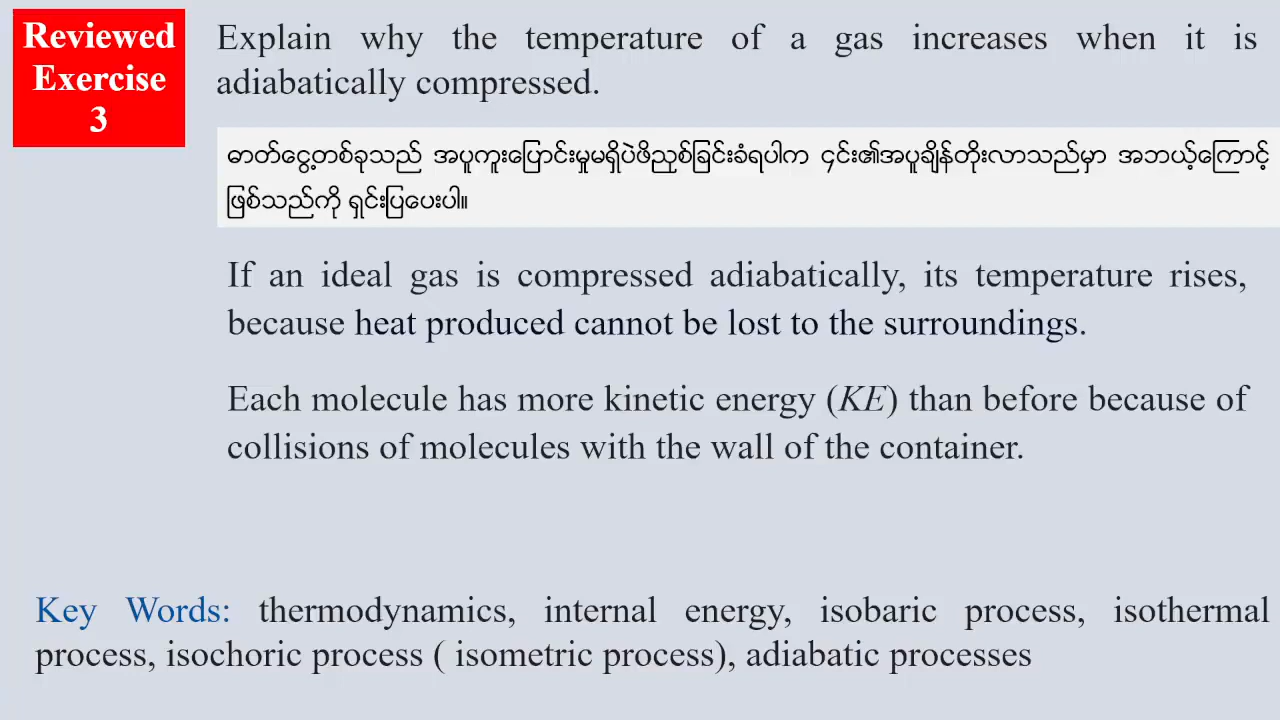 Reviewed
Exercise
3
Explain why the temperature of a gas increases when it is
adiabatically compressed.
ဓာတ်ငွေ့တစ်ခုသည် အပူကူးပြောင်းမှုမရှိပဲဖိညှစ်ခြင်းခံရပါက ၎င်း၏အပူချိန်တိုးလာသည်မှာ အဘယ့်ကြောင့်
ဖြစ်သည်ကို ရှင်းပြပေးပါ။
If an ideal gas is compressed adiabatically, its temperature rises,
because heat produced cannot be lost to the surroundings.
Each molecule has more kinetic energy (KE) than before because of
collisions of molecules with the wall of the container.
Key Words: thermodynamics, internal energy, isobaric process, isothermal
process, isochoric process ( isometric process), adiabatic processes